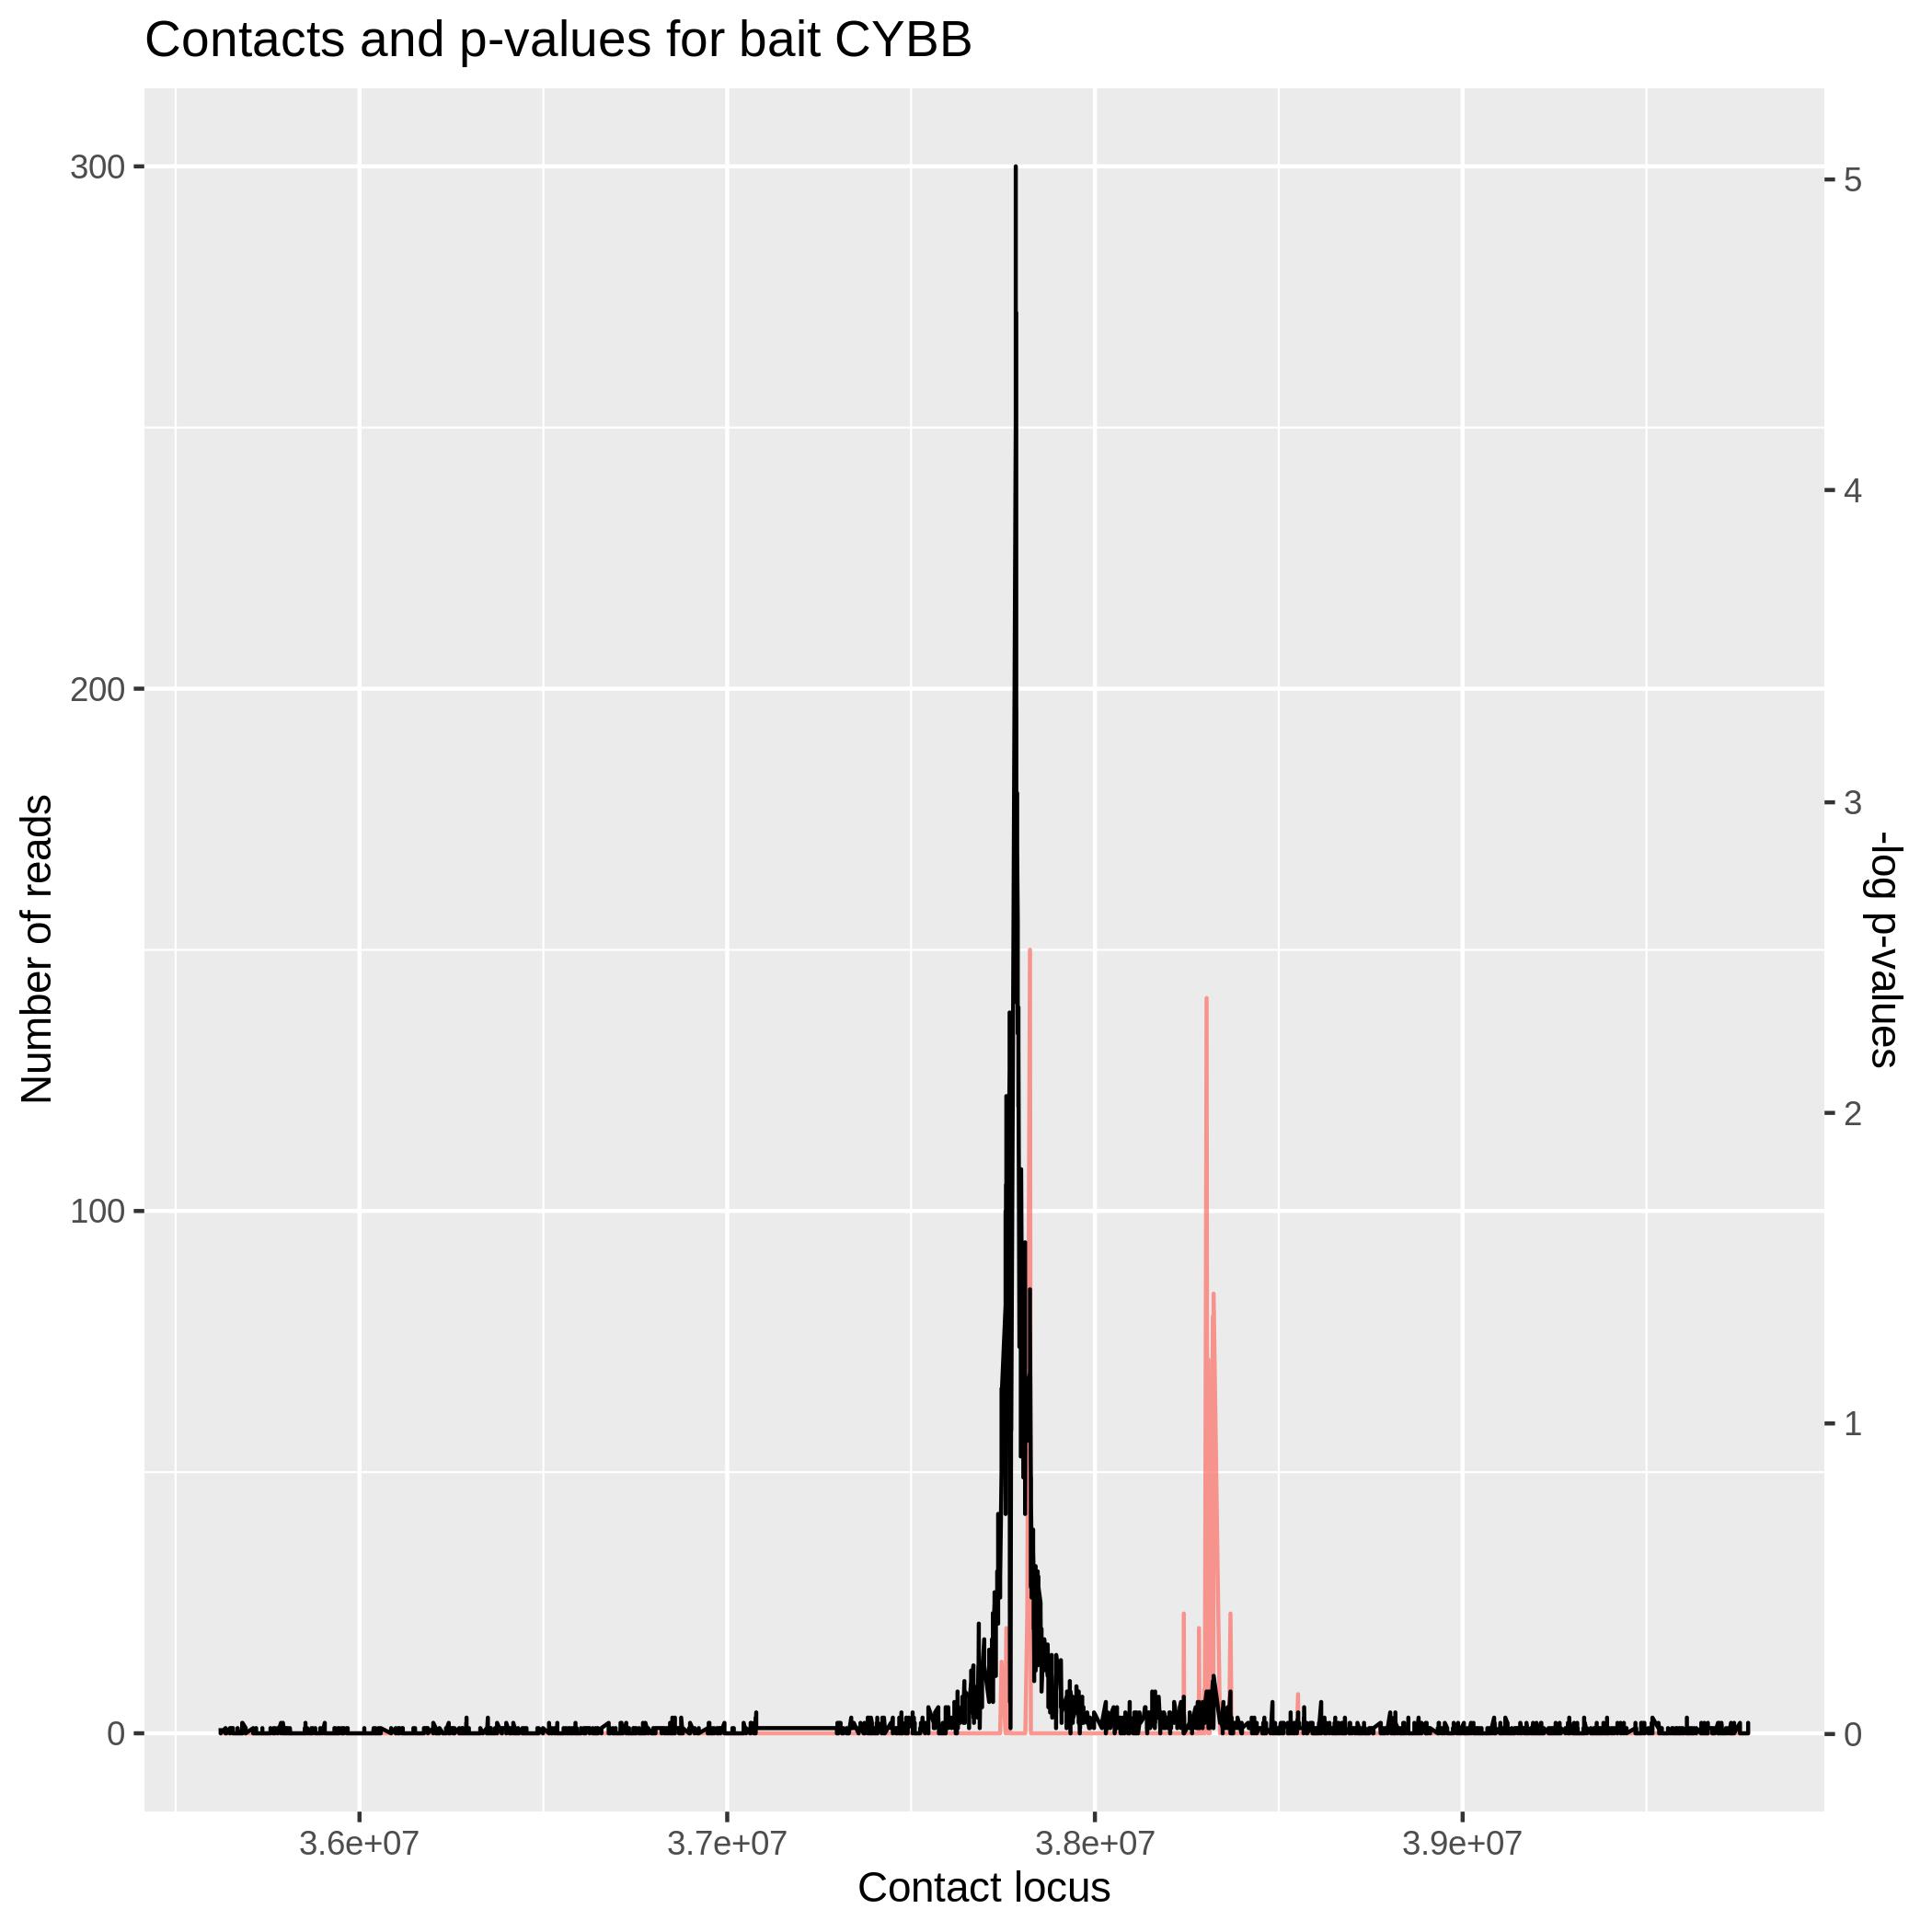 Contacts and p-values for bait CYBB
300
200
100
0
Number of reads
5
4
3
2
1
0
-log p-values
3.6e+07
3.7e+07
3.8e+07
3.9e+07
Contact locus